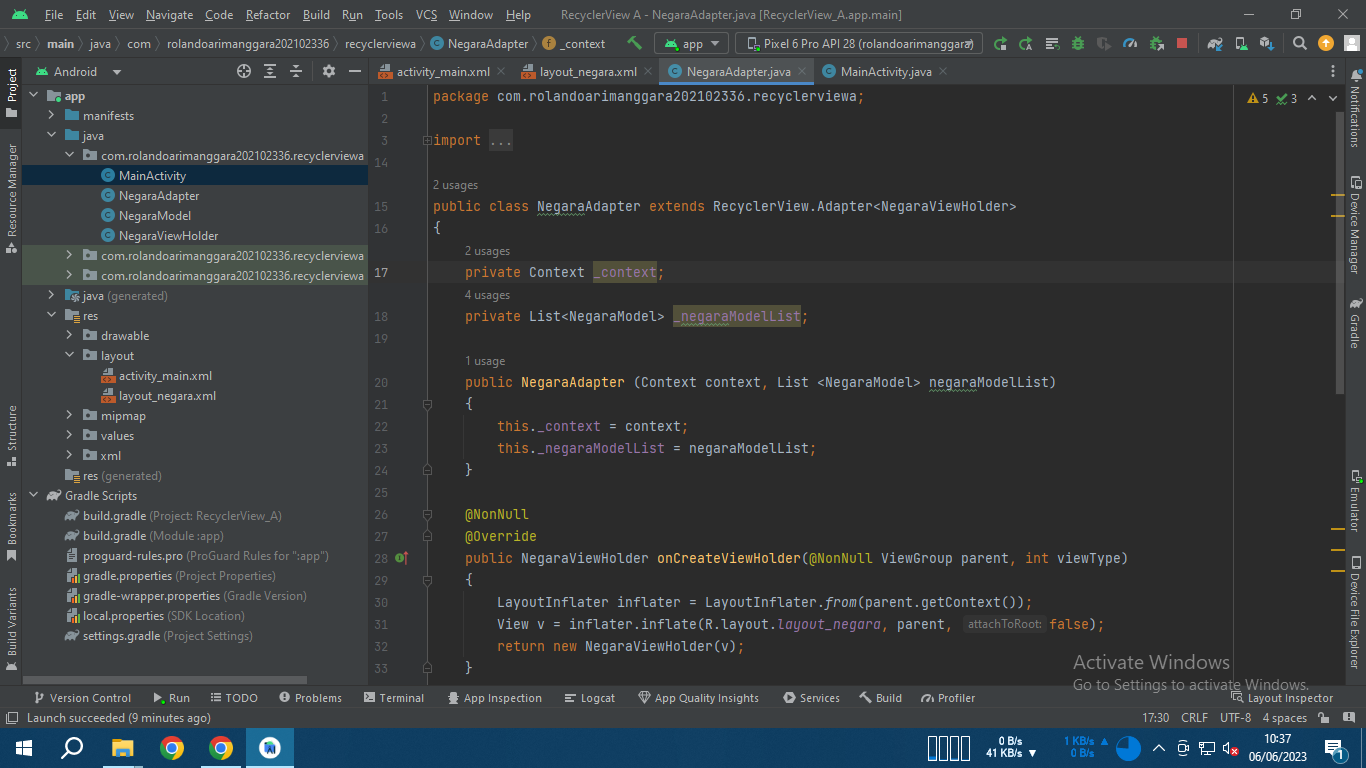 File Edit View Navigate Code Refactor Build Run Tools VCS Window Help RecyclerView A - NegaraAdapter.java [RecyclerView_A.app.main]
src main java com rolandoarimanggara202102336 recyclerviewa NegaraAdapter _context app Pixel 6 Pro API 28 (rolandoarimanggara)
Android activity_main.xml layout_negara.xml NegaraAdapter.java MainActivity.java
Project
Resource Manager
Structure
Bookmarks
Build Variants
app
manifests
java
com.rolandoarimanggara202102336.recyclerviewa
MainActivity
NegaraAdapter
NegaraModel
NegaraViewHolder
com.rolandoarimanggara202102336.recyclerviewa
com.rolandoarimanggara202102336.recyclerviewa
java (generated)
res
drawable
layout
activity_main.xml
layout_negara.xml
mipmap
values
xml
res (generated)
Gradle Scripts
build.gradle (Project: RecyclerView_A)
build.gradle (Module :app)
proguard-rules.pro (ProGuard Rules for ":app")
gradle.properties (Project Properties)
gradle-wrapper.properties (Gradle Version)
local.properties (SDK Location)
settings.gradle (Project Settings)
1 package com.rolandoarimanggara202102336.recyclerviewa; 5 3
2
3 import ...
14
2 usages
15 public class NegaraAdapter extends RecyclerView.Adapter<NegaraViewHolder>
16 {
2 usages
17 private Context _context;
4 usages
18 private List<NegaraModel> _negaraModelList;
19
1 usage
20 public NegaraAdapter (Context context, List <NegaraModel> negaraModelList)
21 {
22 this._context = context;
23 this._negaraModelList = negaraModelList;
24 }
25
26 @NonNull
27 @Override
28 public NegaraViewHolder onCreateViewHolder(@NonNull ViewGroup parent, int viewType)
29 {
30 LayoutInflater inflater = LayoutInflater.from(parent.getContext());
31 View v = inflater.inflate(R.layout.layout_negara, parent, attachToRoot: false);
32 return new NegaraViewHolder(v);
33 }
Notifications
Device Manager
Gradle
Emulator
Device File Explorer
Activate Windows
Go to Settings to activate Windows.
Version Control Run TODO Problems Terminal App Inspection Logcat App Quality Insights Services Build Profiler Layout Inspector
Launch succeeded (9 minutes ago) 17:30 CRLF UTF-8 4 spaces
0 B/s 1 KB/s 10:37
41 KB/s 0 B/s 06/06/2023 1